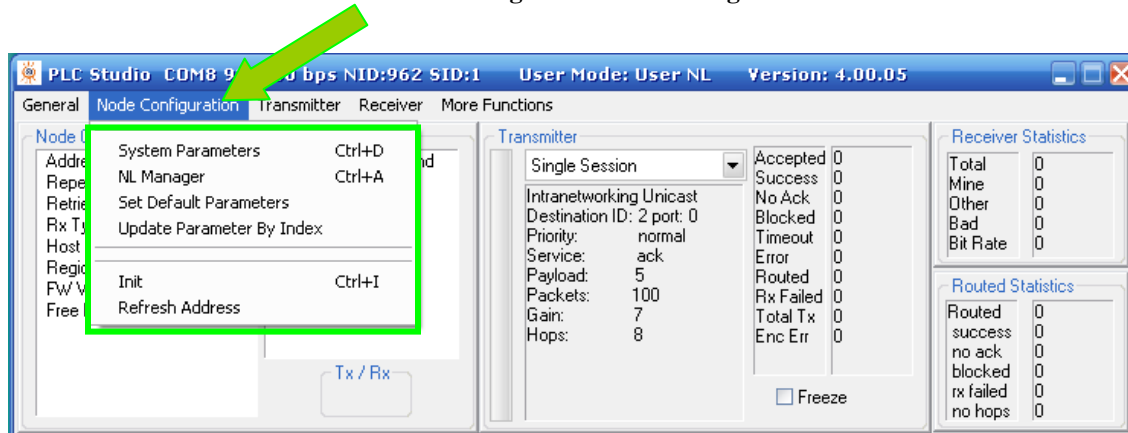 PLC Studio COM8 9 bps NID:962 SID:1 User Mode: User NL Version: 4.00.05
General Node Configuration Transmitter Receiver More Functions
System Parameters Ctrl+D
NL Manager Ctrl+A
Set Default Parameters
Update Parameter By Index
Init Ctrl+I
Refresh Address
Tx / Rx
Transmitter
Single Session
Intranetworking Unicast
Destination ID: 2 port: 0
Priority: normal
Service: ack
Payload: 5
Packets: 100
Gain: 7
Hops: 8
Accepted 0
Success 0
No Ack 0
Blocked 0
Timeout 0
Error 0
Routed 0
Rx Failed 0
Total Tx 0
Enc Err 0
Freeze
Receiver Statistics
Total 0
Mine 0
Other 0
Bad 0
Bit Rate 0
Routed Statistics
Routed 0
success 0
no ack 0
blocked 0
rx failed 0
no hops 0